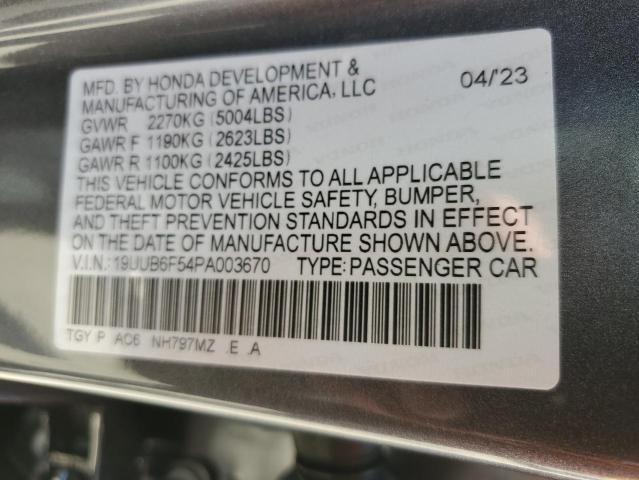 MFD. BY HONDA DEVELOPMENT & 04/'23
MANUFACTURING OF AMERICA, LLC
GVWR 2270KG (5004LBS)
GAWR F 1190KG (2623LBS)
GAWR R 1100KG (2425LBS)
THIS VEHICLE CONFORMS TO ALL APPLICABLE
FEDERAL MOTOR VEHICLE SAFETY, BUMPER,
AND THEFT PREVENTION STANDARDS IN EFFECT
ON THE DATE OF MANUFACTURE SHOWN ABOVE.
V.I.N.:19UUB6F54PA003670 TYPE:PASSENGER CAR
TGY P AC6 NH797MZ .E .A